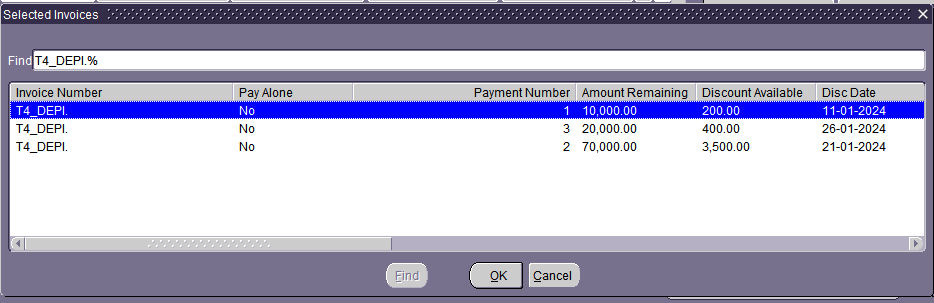 Selected Invoices
Find T4_DEPI.%
Invoice Number Pay Alone Payment Number Amount Remaining Discount Available Disc Date
T4_DEPI. No 1 10,000.00 200.00 11-01-2024
T4_DEPI. No 3 20,000.00 400.00 26-01-2024
T4_DEPI. No 2 70,000.00 3,500.00 21-01-2024
Find OK Cancel